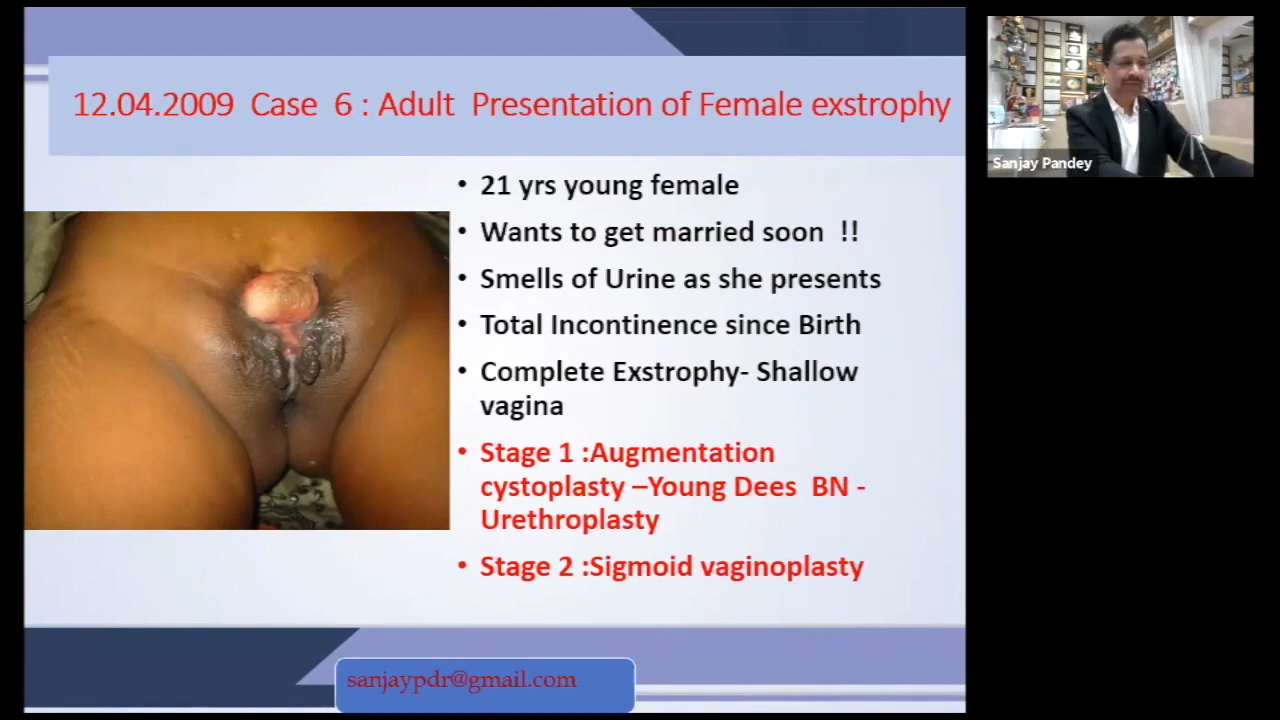 12.04.2009 Case 6 : Adult Presentation of Female exstrophy
• 21 yrs young female
• Wants to get married soon !!
• Smells of Urine as she presents
• Total Incontinence since Birth
• Complete Exstrophy- Shallow
vagina
• Stage 1 :Augmentation
cystoplasty –Young Dees BN -
Urethroplasty
• Stage 2 :Sigmoid vaginoplasty
sanjaypdr@gmail.com
Sanjay Pandey